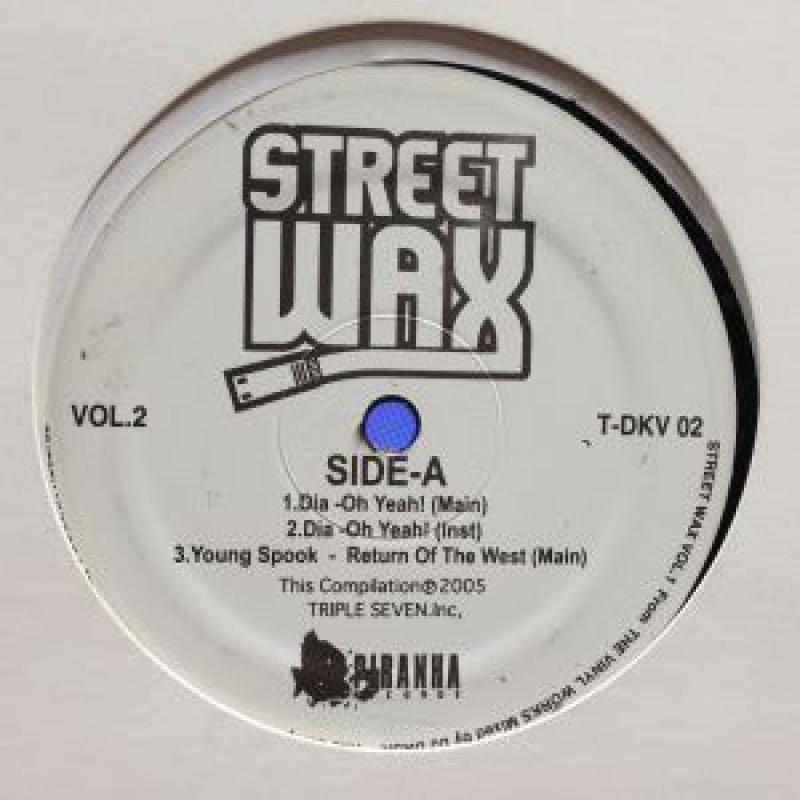 STREET
WAX
VOL.2
T-DKV 02
SIDE-A
1.Dia -Oh Yeah! (Main)
2.Dia -Oh Yeah! (Inst)
3.Young Spook - Return Of The West (Main)
This Compilation℗2005
TRIPLE SEVEN.Inc,
PIRANHA
RECORDS
STREET WAX VOL.1 From THE VINYL WORKS Mixed by DJ